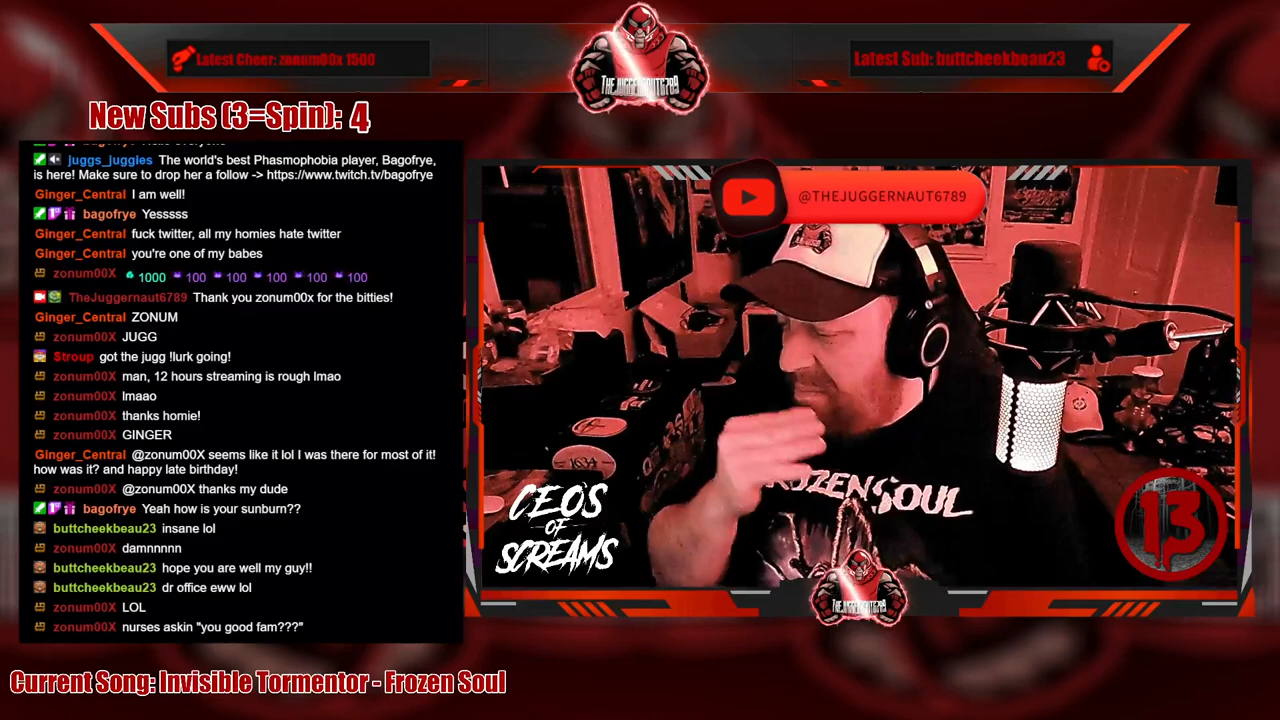 Latest Cheer: zonum00x 1500
THEJUGGERNAUT6789
Latest Sub: buttcheekbeau23
New Subs (3=Spin): 4
juggs_juggies The world's best Phasmophobia player, Bagofrye,
is here! Make sure to drop her a follow -> https://www.twitch.tv/bagofrye
Ginger_Central I am well!
bagofrye Yesssss
Ginger_Central fuck twitter, all my homies hate twitter
Ginger_Central you're one of my babes
zonum00X 1000 100 100 100 100 100
TheJuggernaut6789 Thank you zonum00x for the bitties!
Ginger_Central ZONUM
zonum00X JUGG
Stroup got the jugg !lurk going!
zonum00X man, 12 hours streaming is rough lmao
zonum00X lmaao
zonum00X thanks homie!
zonum00X GINGER
Ginger_Central @zonum00X seems like it lol I was there for most of it!
how was it? and happy late birthday!
zonum00X @zonum00X thanks my dude
bagofrye Yeah how is your sunburn??
buttcheekbeau23 insane lol
zonum00X damnnnnn
buttcheekbeau23 hope you are well my guy!!
buttcheekbeau23 dr office eww lol
zonum00X LOL
zonum00X nurses askin "you good fam???"
@THEJUGGERNAUT6789
1634
FROZEN SOUL
CEO'S
OF
SCREAMS
13
THEJUGGERNAUT6789
Current Song: Invisible Tormentor - Frozen Soul